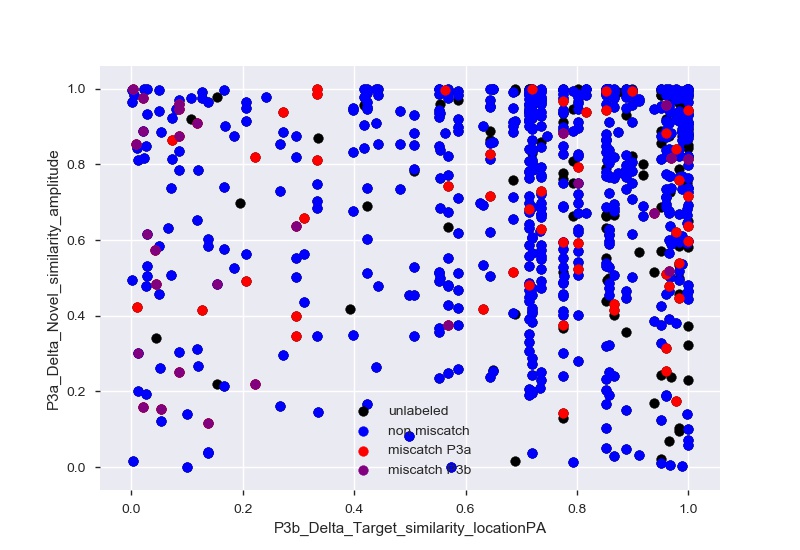 1.0
0.8
0.6
0.4
0.2
0.0
P3a_Delta_Novel_similarity_amplitude
unlabeled
non miscatch
miscatch P3a
miscatch P3b
0.0 0.2 0.4 0.6 0.8 1.0
P3b_Delta_Target_similarity_locationPA